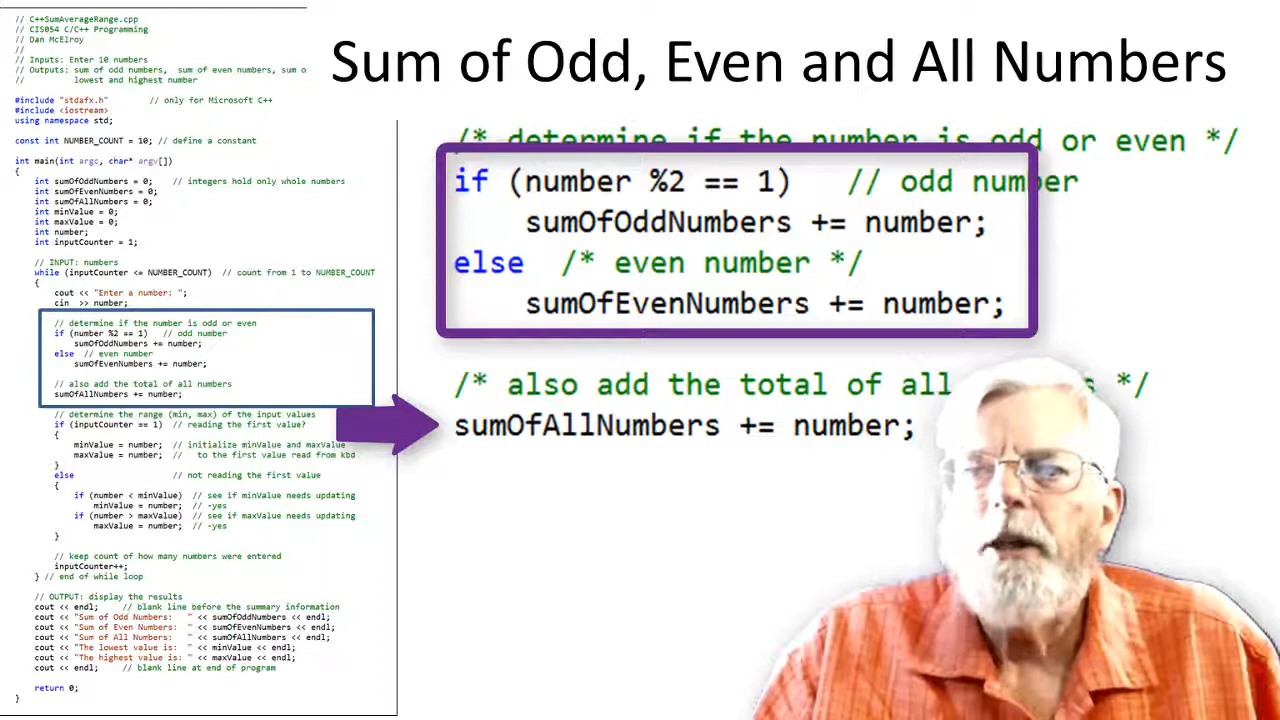 // C++SumAverageRange.cpp
// CIS054 C/C++ Programming
// Dan McElroy
//
// Inputs: Enter 10 numbers
// Outputs: sum of odd numbers, sum of even numbers, sum o
// lowest and highest number
#include "stdafx.h" // only for Microsoft C++
#include <iostream>
using namespace std;
const int NUMBER_COUNT = 10; // define a constant
int main(int argc, char* argv[])
{
int sumOfOddNumbers = 0; // integers hold only whole numbers
int sumOfEvenNumbers = 0;
int sumOfAllNumbers = 0;
int minValue = 0;
int maxValue = 0;
int number;
int inputCounter = 1;
// INPUT: numbers
while (inputCounter <= NUMBER_COUNT) // count from 1 to NUMBER_COUNT
{
cout << "Enter a number: ";
cin >> number;
// determine if the number is odd or even
if (number %2 == 1) // odd number
sumOfOddNumbers += number;
else // even number
sumOfEvenNumbers += number;
// also add the total of all numbers
sumOfAllNumbers += number;
// determine the range (min, max) of the input values
if (inputCounter == 1) // reading the first value?
{
minValue = number; // initialize minValue and maxValue
maxValue = number; // to the first value read from kbd
}
else // not reading the first value
{
if (number < minValue) // see if minValue needs updating
minValue = number; // -yes
if (number > maxValue) // see if maxValue needs updating
maxValue = number; // -yes
}
// keep count of how many numbers were entered
inputCounter++;
} // end of while loop
// OUTPUT: display the results
cout << endl; // blank line before the summary information
cout << "Sum of Odd Numbers: " << sumOfOddNumbers << endl;
cout << "Sum of Even Numbers: " << sumOfEvenNumbers << endl;
cout << "Sum of All Numbers: " << sumOfAllNumbers << endl;
cout << "The lowest value is: " << minValue << endl;
cout << "The highest value is: " << maxValue << endl;
cout << endl; // blank line at end of program
return 0;
}
Sum of Odd, Even and All Numbers
/* determine if the number is odd or even */
if (number %2 == 1) // odd number
sumOfOddNumbers += number;
else /* even number */
sumOfEvenNumbers += number;
/* also add the total of all s */
sumOfAllNumbers += number;